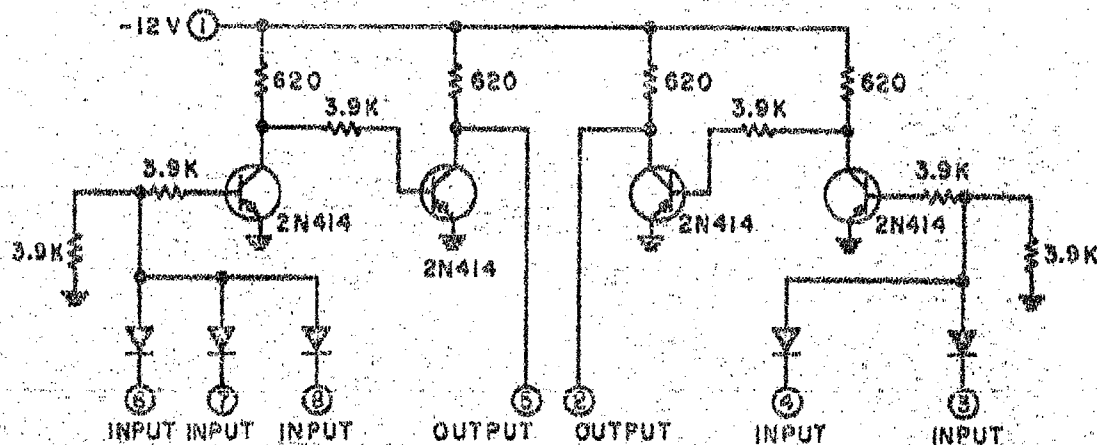 -12 V 1
620 620 620 620
3.9K 3.9K
3.9K 3.9K
2N414 2N414 2N414
3.9K 2N414 3.9K
6 7 8 5 2 4 3
INPUT INPUT INPUT OUTPUT OUTPUT INPUT INPUT